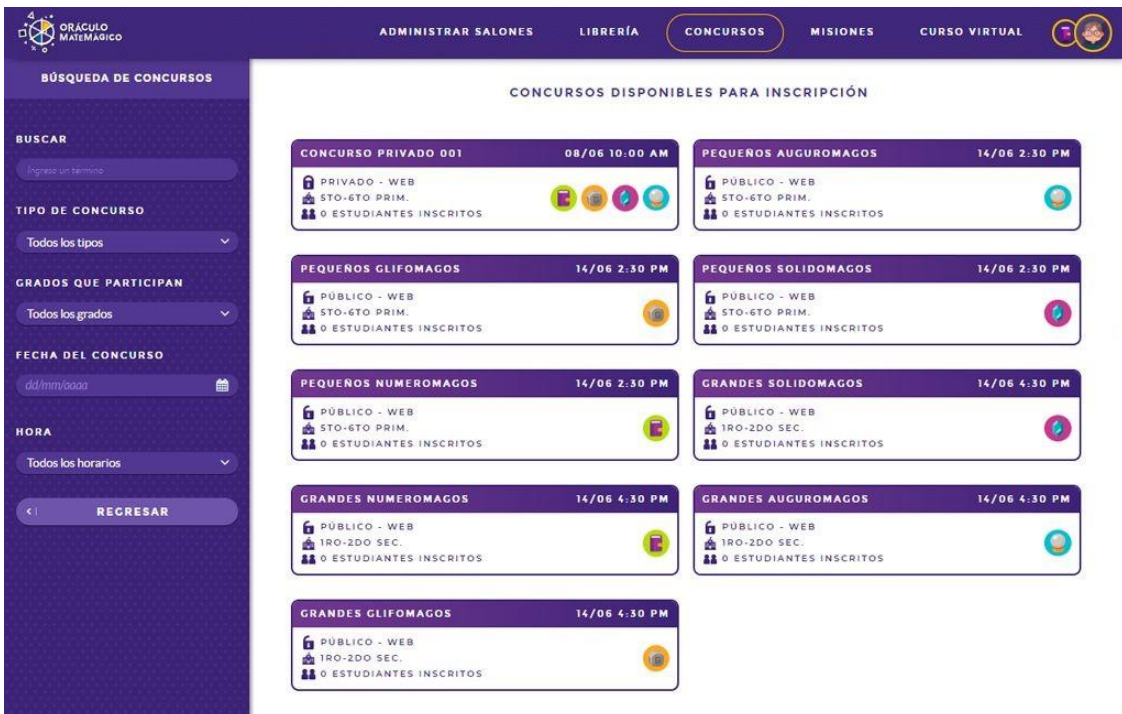 ORÁCULO
MATEMÁGICO
ADMINISTRAR SALONES
LIBRERÍA
CONCURSOS
MISIONES
CURSO VIRTUAL
BÚSQUEDA DE CONCURSOS
BUSCAR
Ingresa un término
TIPO DE CONCURSO
Todos los tipos
GRADOS QUE PARTICIPAN
Todos los grados
FECHA DEL CONCURSO
dd/mm/aaaa
HORA
Todos los horarios
REGRESAR
CONCURSOS DISPONIBLES PARA INSCRIPCIÓN
CONCURSO PRIVADO 001 08/06 10:00 AM
PRIVADO - WEB
5TO-6TO PRIM.
0 ESTUDIANTES INSCRITOS
PEQUEÑOS AUGUROMAGOS 14/06 2:30 PM
PÚBLICO - WEB
5TO-6TO PRIM.
0 ESTUDIANTES INSCRITOS
PEQUEÑOS GLIFOMAGOS 14/06 2:30 PM
PÚBLICO - WEB
5TO-6TO PRIM.
0 ESTUDIANTES INSCRITOS
PEQUEÑOS SOLIDOMAGOS 14/06 2:30 PM
PÚBLICO - WEB
5TO-6TO PRIM.
0 ESTUDIANTES INSCRITOS
PEQUEÑOS NUMEROMAGOS 14/06 2:30 PM
PÚBLICO - WEB
5TO-6TO PRIM.
0 ESTUDIANTES INSCRITOS
GRANDES SOLIDOMAGOS 14/06 4:30 PM
PÚBLICO - WEB
1RO-2DO SEC.
0 ESTUDIANTES INSCRITOS
GRANDES NUMEROMAGOS 14/06 4:30 PM
PÚBLICO - WEB
1RO-2DO SEC.
0 ESTUDIANTES INSCRITOS
GRANDES AUGUROMAGOS 14/06 4:30 PM
PÚBLICO - WEB
1RO-2DO SEC.
0 ESTUDIANTES INSCRITOS
GRANDES GLIFOMAGOS 14/06 4:30 PM
PÚBLICO - WEB
1RO-2DO SEC.
0 ESTUDIANTES INSCRITOS